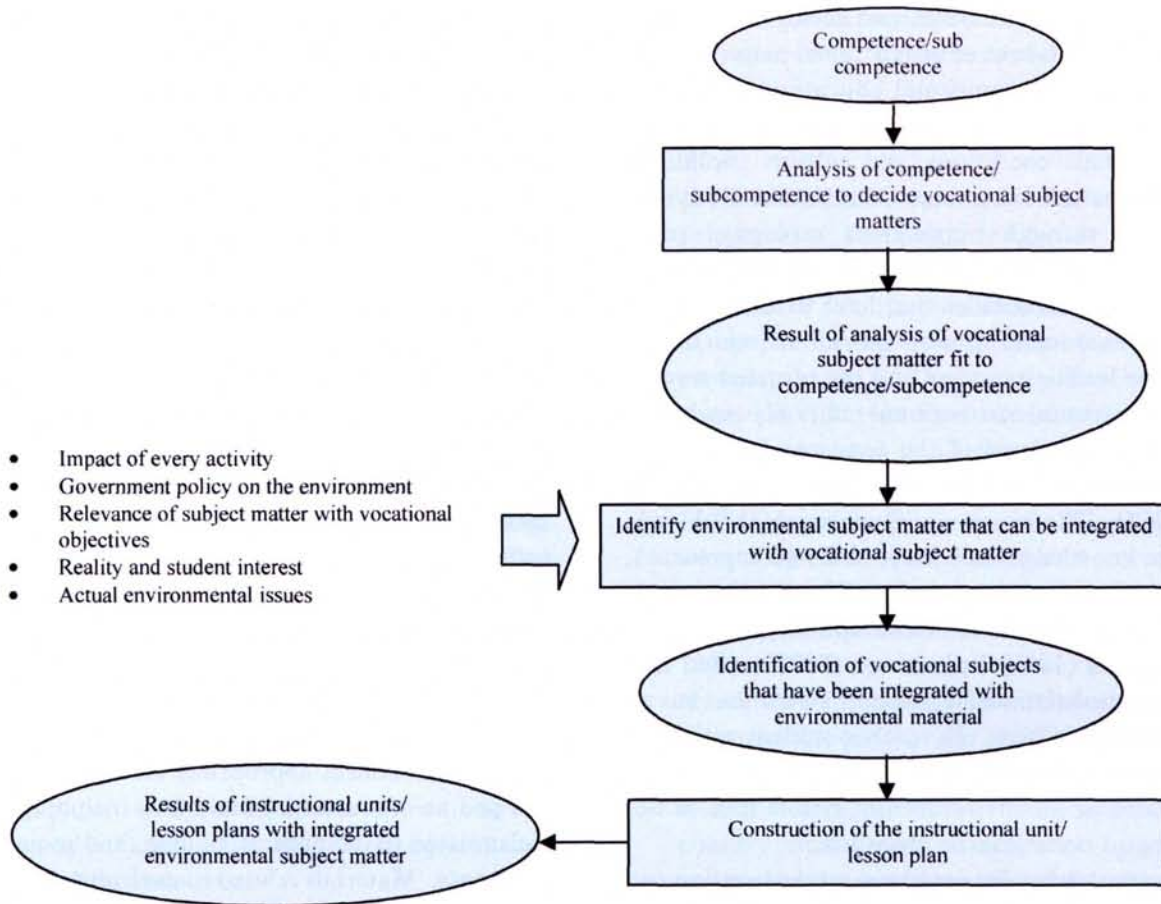 Competence/sub
competence
Analysis of competence/
subcompetence to decide vocational subject
matters
Result of analysis of vocational
subject matter fit to
competence/subcompetence
• Impact of every activity
• Government policy on the environment
• Relevance of subject matter with vocational
objectives
• Reality and student interest
• Actual environmental issues
Identify environmental subject matter that can be integrated
with vocational subject matter
Identification of vocational subjects
that have been integrated with
environmental material
Construction of the instructional unit/
lesson plan
Results of instructional units/
lesson plans with integrated
environmental subject matter